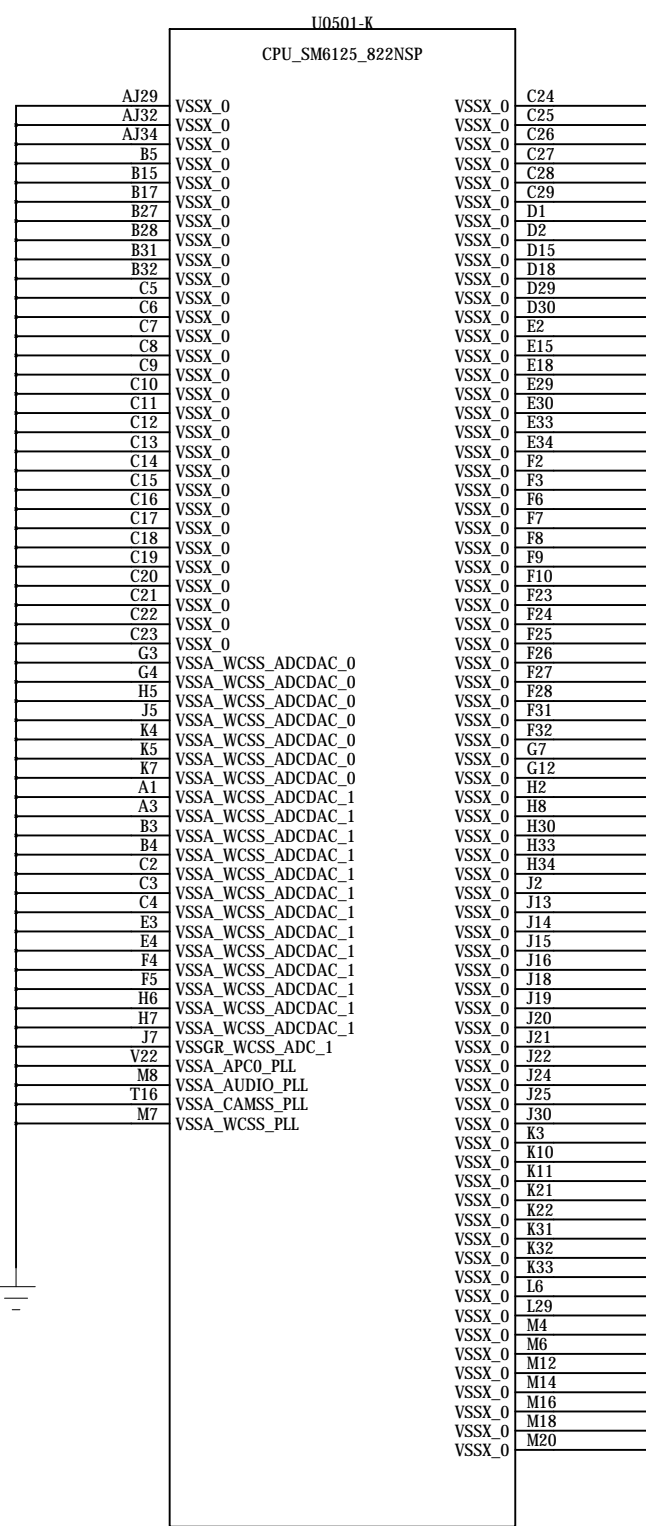 U0501-K
CPU_SM6125_822NSP
AJ29 VSSX_0 VSSX_0 C24
AJ32 VSSX_0 VSSX_0 C25
AJ34 VSSX_0 VSSX_0 C26
B5 VSSX_0 VSSX_0 C27
B15 VSSX_0 VSSX_0 C28
B17 VSSX_0 VSSX_0 C29
B27 VSSX_0 VSSX_0 D1
B28 VSSX_0 VSSX_0 D2
B31 VSSX_0 VSSX_0 D15
B32 VSSX_0 VSSX_0 D18
C5 VSSX_0 VSSX_0 D29
C6 VSSX_0 VSSX_0 D30
C7 VSSX_0 VSSX_0 E2
C8 VSSX_0 VSSX_0 E15
C9 VSSX_0 VSSX_0 E18
C10 VSSX_0 VSSX_0 E29
C11 VSSX_0 VSSX_0 E30
C12 VSSX_0 VSSX_0 E33
C13 VSSX_0 VSSX_0 E34
C14 VSSX_0 VSSX_0 F2
C15 VSSX_0 VSSX_0 F3
C16 VSSX_0 VSSX_0 F6
C17 VSSX_0 VSSX_0 F7
C18 VSSX_0 VSSX_0 F8
C19 VSSX_0 VSSX_0 F9
C20 VSSX_0 VSSX_0 F10
C21 VSSX_0 VSSX_0 F23
C22 VSSX_0 VSSX_0 F24
C23 VSSX_0 VSSX_0 F25
G3 VSSA_WCSS_ADCDAC_0 VSSX_0 F26
G4 VSSA_WCSS_ADCDAC_0 VSSX_0 F27
H5 VSSA_WCSS_ADCDAC_0 VSSX_0 F28
J5 VSSA_WCSS_ADCDAC_0 VSSX_0 F31
K4 VSSA_WCSS_ADCDAC_0 VSSX_0 F32
K5 VSSA_WCSS_ADCDAC_0 VSSX_0 G7
K7 VSSA_WCSS_ADCDAC_0 VSSX_0 G12
A1 VSSA_WCSS_ADCDAC_1 VSSX_0 H2
A3 VSSA_WCSS_ADCDAC_1 VSSX_0 H8
B3 VSSA_WCSS_ADCDAC_1 VSSX_0 H30
B4 VSSA_WCSS_ADCDAC_1 VSSX_0 H33
C2 VSSA_WCSS_ADCDAC_1 VSSX_0 H34
C3 VSSA_WCSS_ADCDAC_1 VSSX_0 J2
C4 VSSA_WCSS_ADCDAC_1 VSSX_0 J13
E3 VSSA_WCSS_ADCDAC_1 VSSX_0 J14
E4 VSSA_WCSS_ADCDAC_1 VSSX_0 J15
F4 VSSA_WCSS_ADCDAC_1 VSSX_0 J16
F5 VSSA_WCSS_ADCDAC_1 VSSX_0 J18
H6 VSSA_WCSS_ADCDAC_1 VSSX_0 J19
H7 VSSA_WCSS_ADCDAC_1 VSSX_0 J20
J7 VSSGR_WCSS_ADC_1 VSSX_0 J21
V22 VSSA_APC0_PLL VSSX_0 J22
M8 VSSA_AUDIO_PLL VSSX_0 J24
T16 VSSA_CAMSS_PLL VSSX_0 J25
M7 VSSA_WCSS_PLL VSSX_0 J30
VSSX_0 K3
VSSX_0 K10
VSSX_0 K11
VSSX_0 K21
VSSX_0 K22
VSSX_0 K31
VSSX_0 K32
VSSX_0 K33
VSSX_0 L6
VSSX_0 L29
VSSX_0 M4
VSSX_0 M6
VSSX_0 M12
VSSX_0 M14
VSSX_0 M16
VSSX_0 M18
VSSX_0 M20